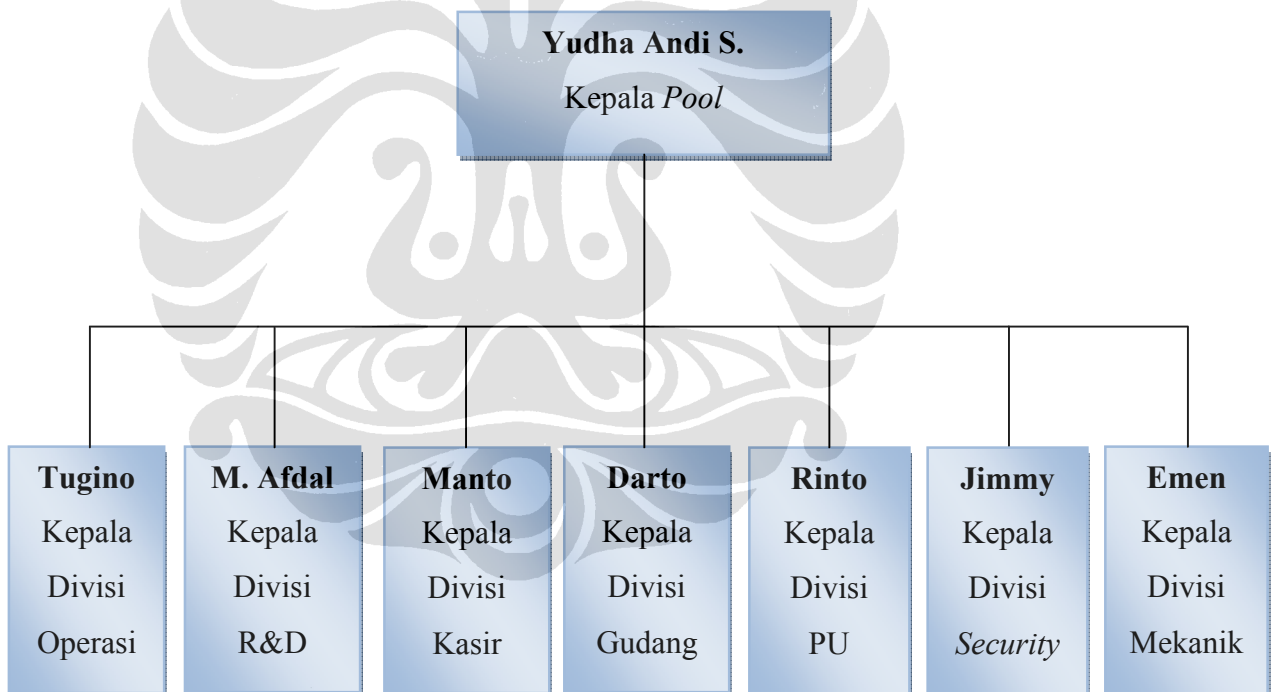 Yudha Andi S.
Kepala Pool
Tugino
Kepala
Divisi
Operasi
M. Afdal
Kepala
Divisi
R&D
Manto
Kepala
Divisi
Kasir
Darto
Kepala
Divisi
Gudang
Rinto
Kepala
Divisi
PU
Jimmy
Kepala
Divisi
Security
Emen
Kepala
Divisi
Mekanik